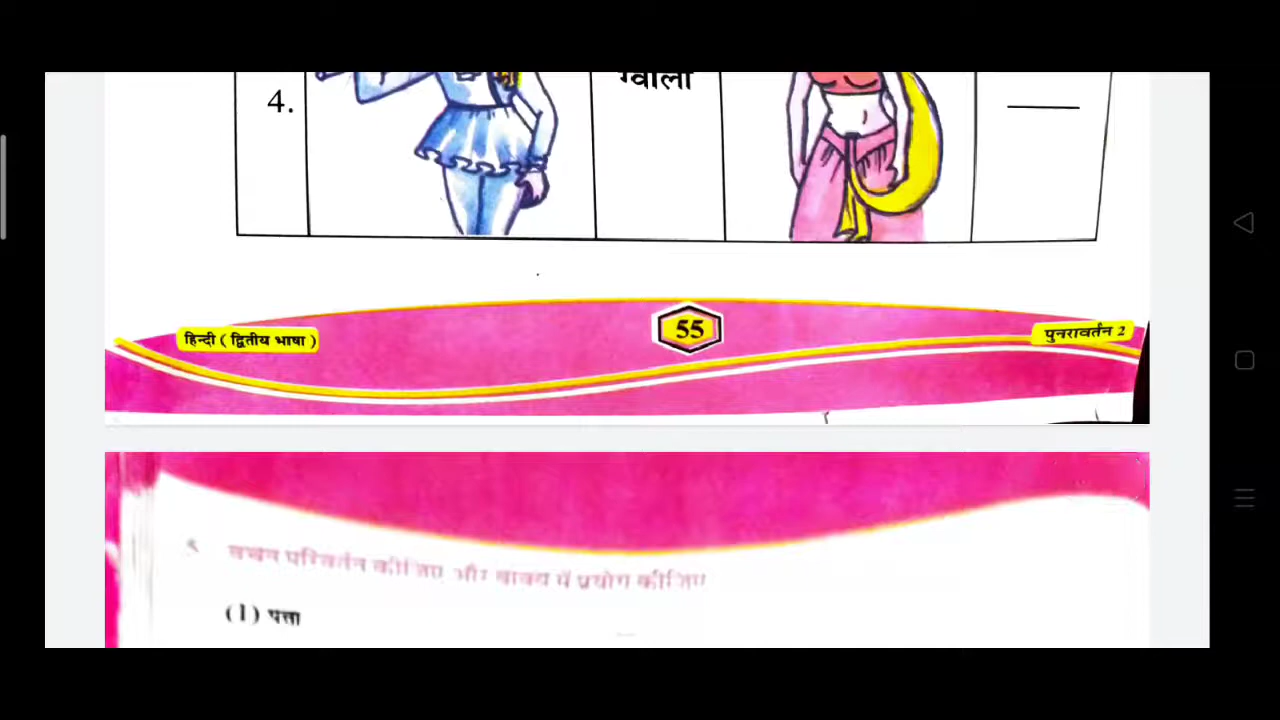 ग्वाला
4.
हिन्दी ( द्वितीय भाषा )
55
पुनरावर्तन 2
वचन परिवर्तन कीजिए और वाक्य में प्रयोग कीजिए
(1) पत्ता